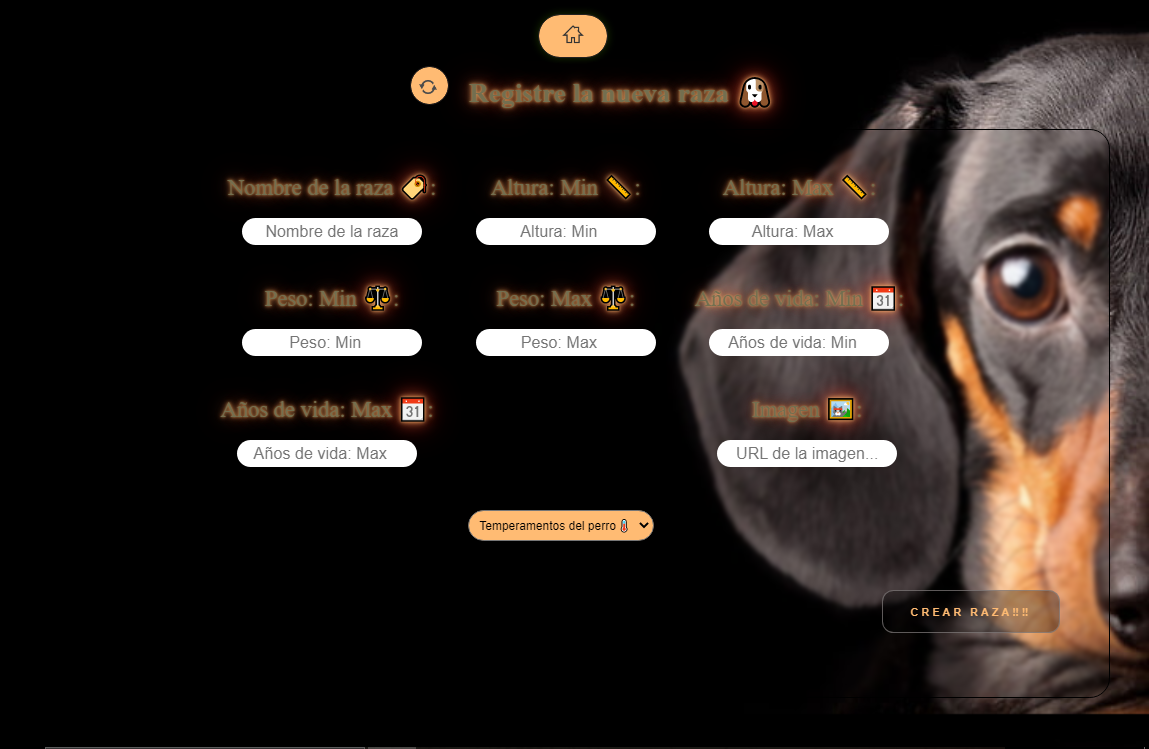 Registre la nueva raza
Nombre de la raza :
Altura: Min :
Altura: Max :
Nombre de la raza
Altura: Min
Altura: Max
Peso: Min :
Peso: Max :
Años de vida: Min 31 :
Peso: Min
Peso: Max
Años de vida: Min
Años de vida: Max 31 :
Imagen :
Años de vida: Max
URL de la imagen...
Temperamentos del perro
CREAR RAZA!!!!